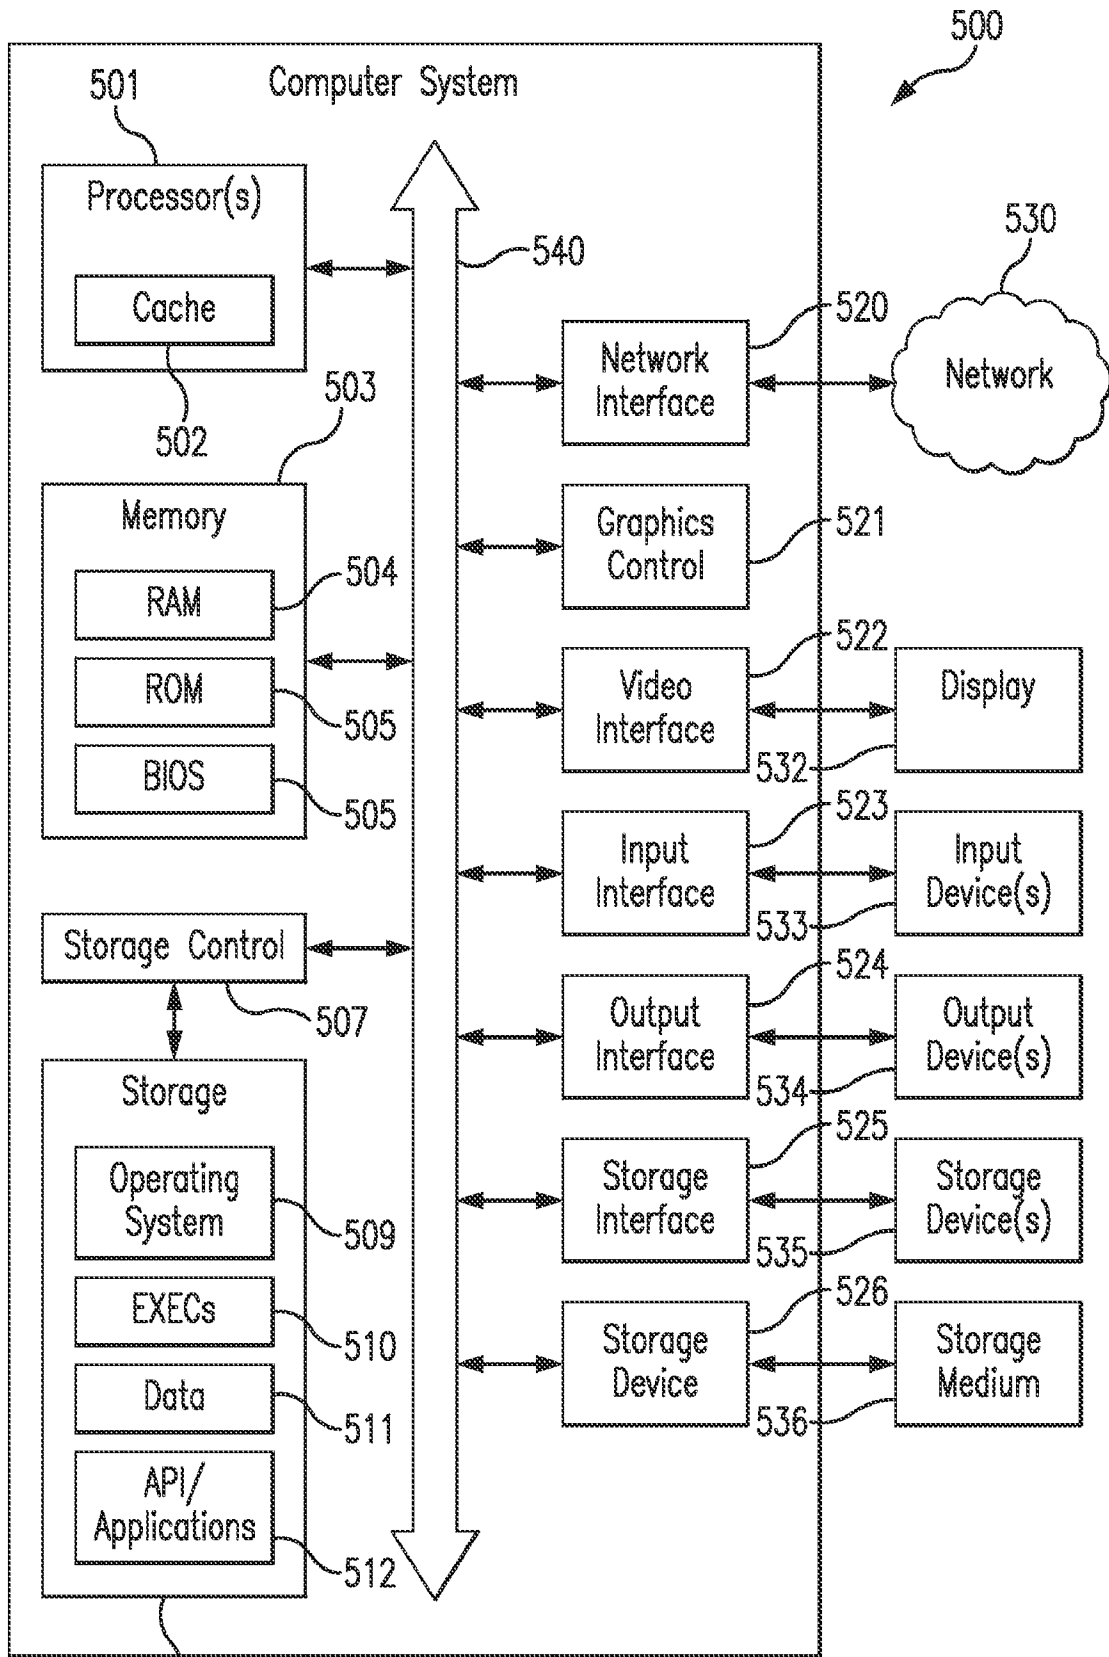 500
Computer System
501
Processor(s)
Cache
502
540
503
Memory
RAM
504
ROM
505
BIOS
505
Storage Control
507
Storage
Operating
System
509
EXECs
510
Data
511
API/
Applications
512
520
Network
Interface
530
Network
Graphics
Control
521
522
Video
Interface
Display
532
523
Input
Interface
Input
Device(s)
533
524
Output
Interface
Output
Device(s)
534
525
Storage
Interface
Storage
Device(s)
535
526
Storage
Device
Storage
Medium
536